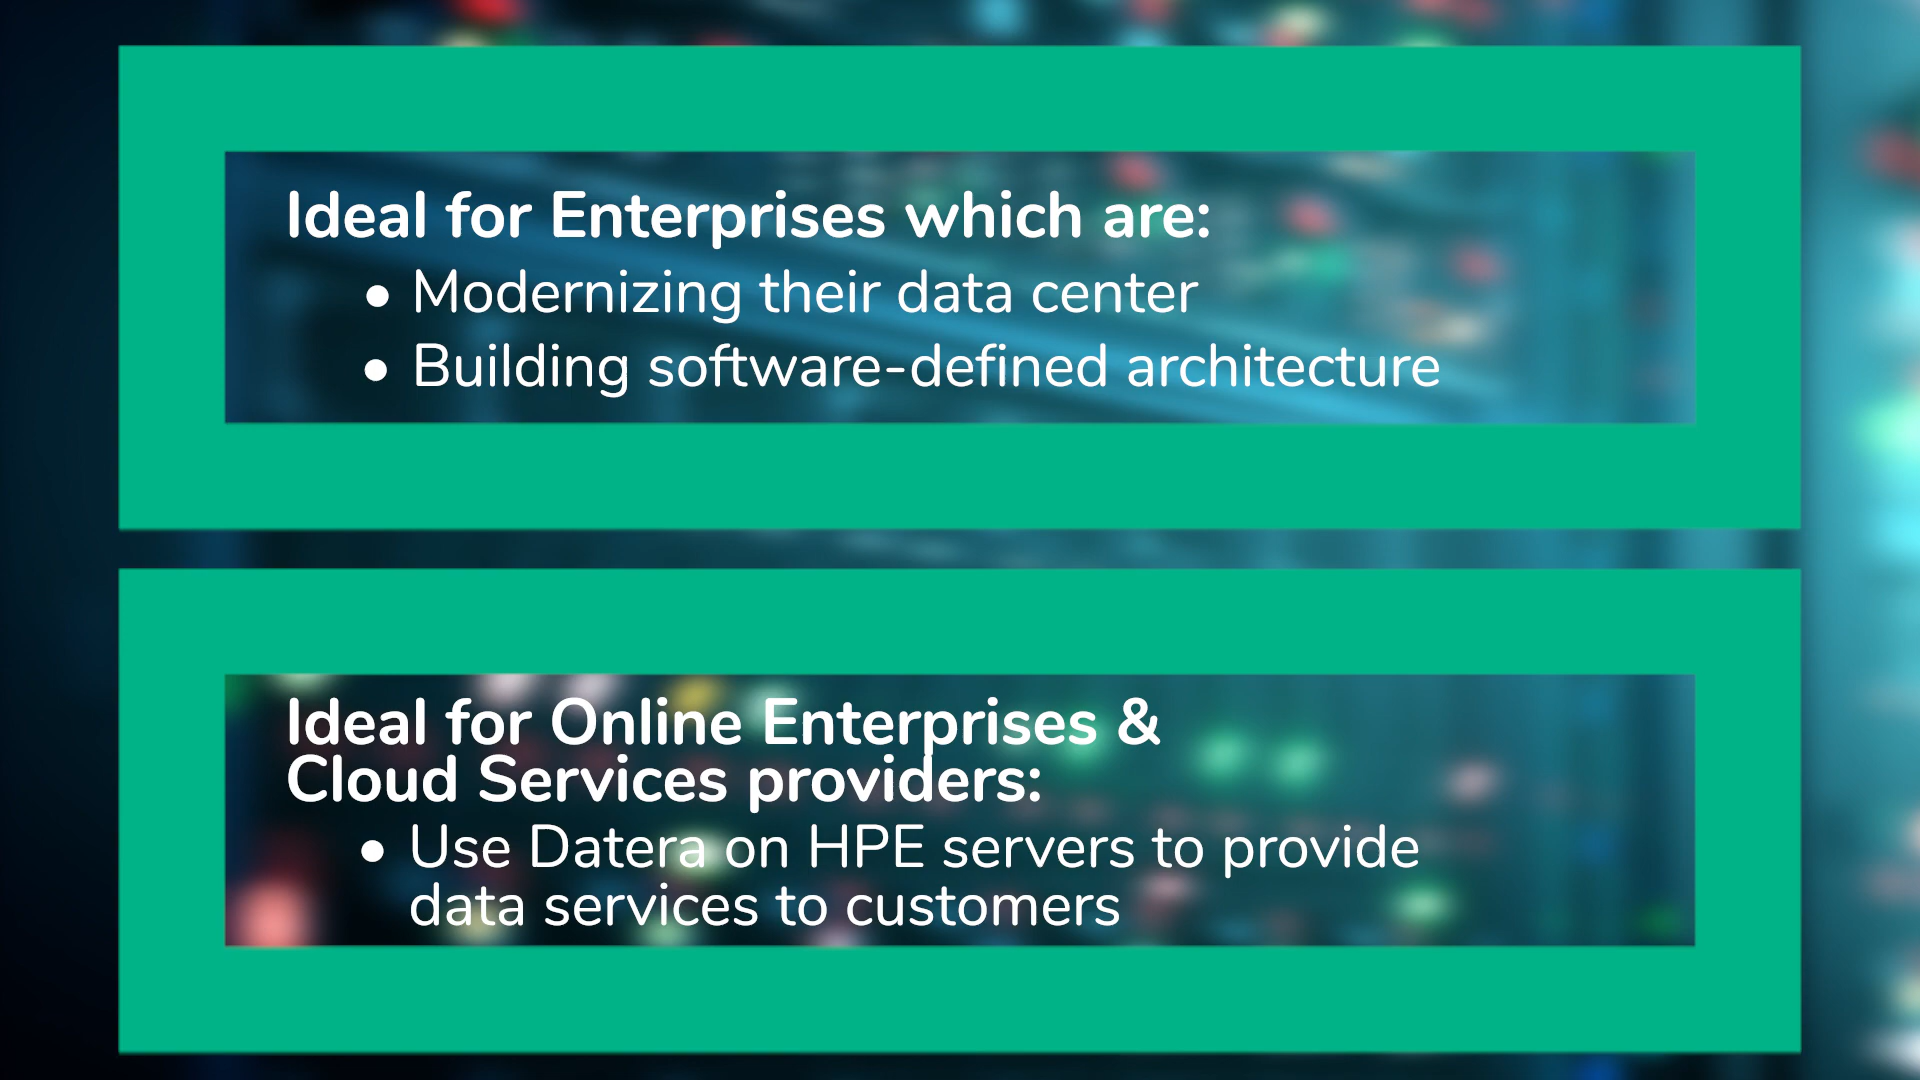 Ideal for Enterprises which are:
• Modernizing their data center
• Building software-defined architecture
Ideal for Online Enterprises &
Cloud Services providers:
• Use Datera on HPE servers to provide
data services to customers